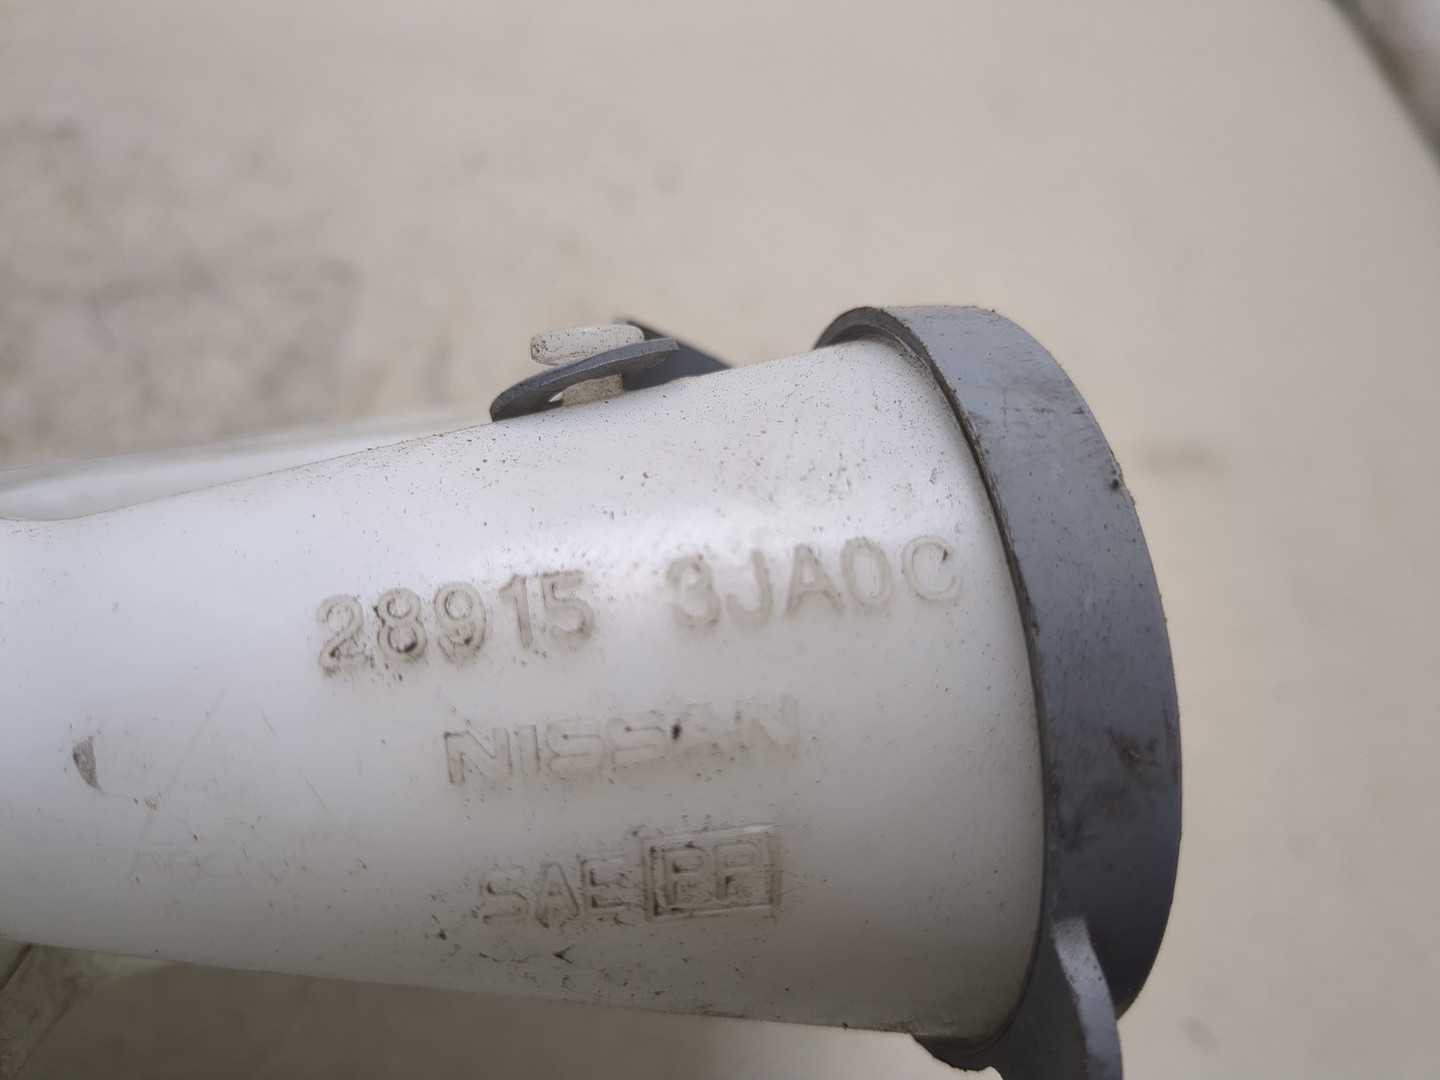 28915 3JA0C
NISSAN
SAE PP